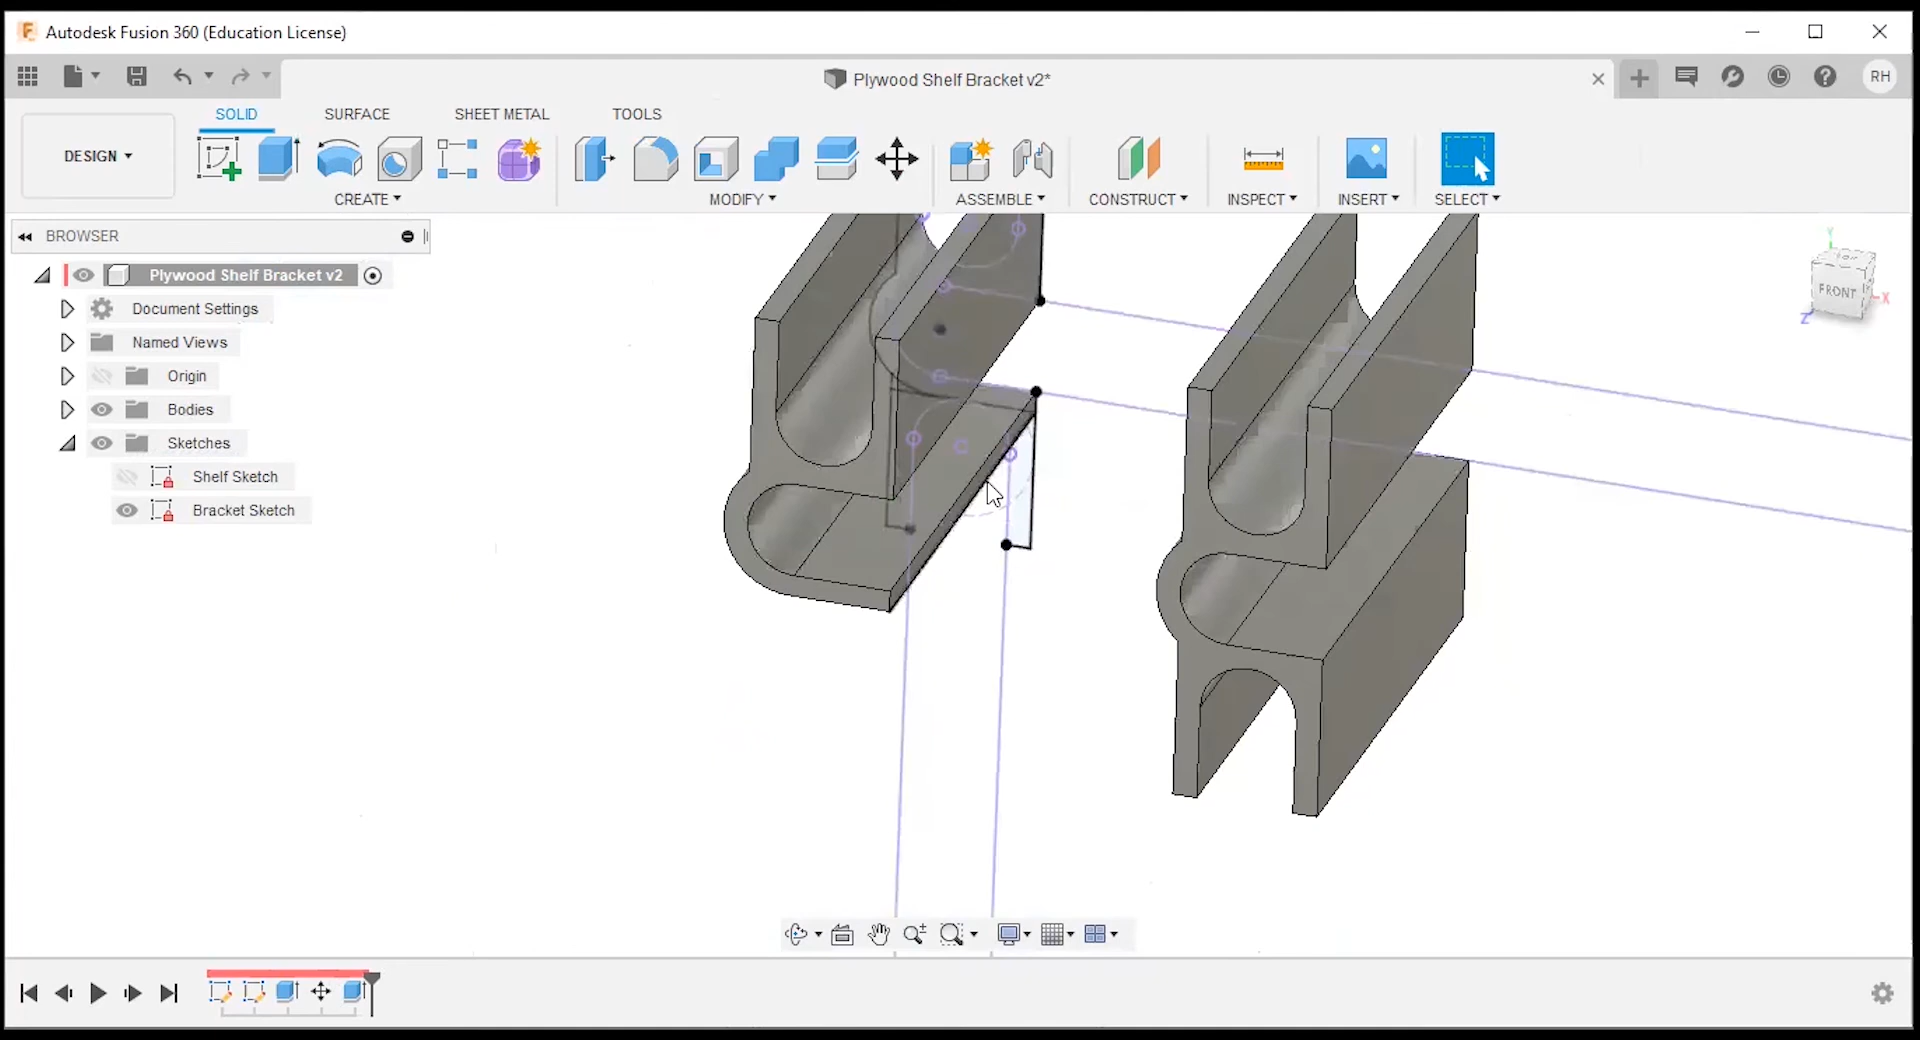 Autodesk Fusion 360 (Education License)
Plywood Shelf Bracket v2*
RH
SOLID SURFACE SHEET METAL TOOLS
DESIGN
CREATE MODIFY ASSEMBLE CONSTRUCT INSPECT INSERT SELECT
BROWSER
Plywood Shelf Bracket v2
Document Settings
Named Views
Origin
Bodies
Sketches
Shelf Sketch
Bracket Sketch
Y
TOP
FRONT
X
Z